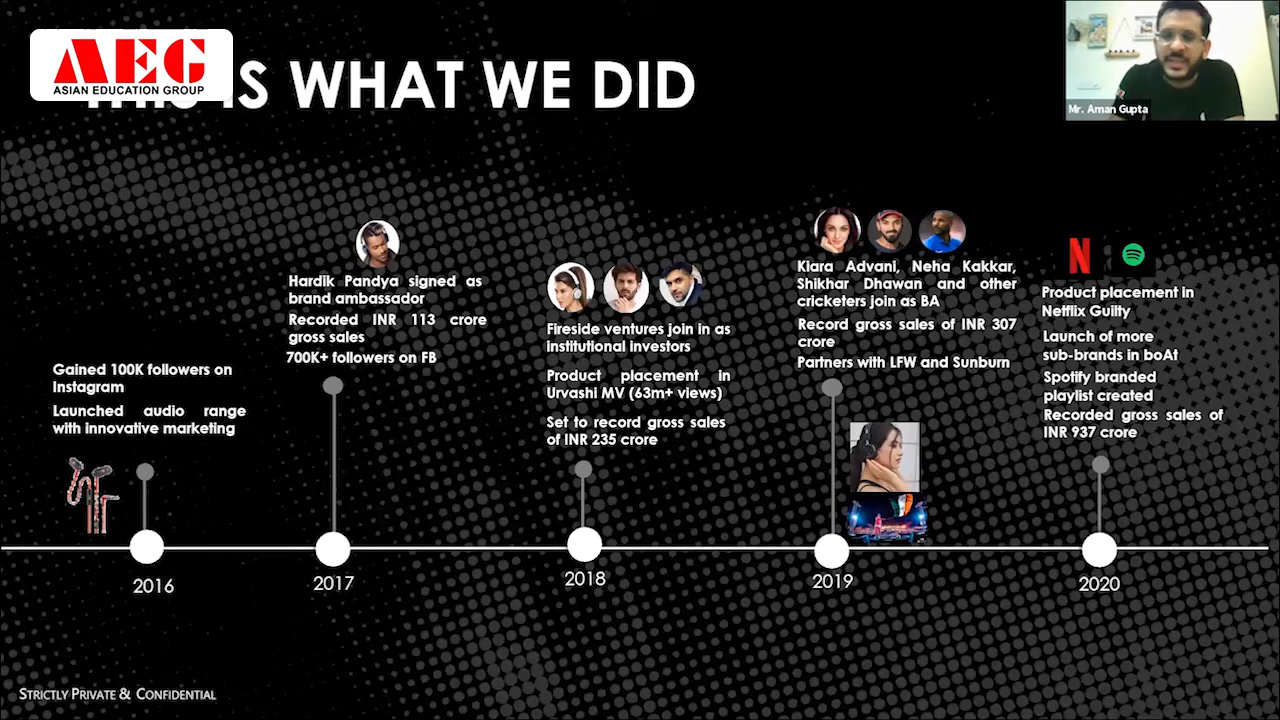 AEG
ASIAN EDUCATION GROUP
IS WHAT WE DID
Mr. Aman Gupta
Gained 100K followers on
Instagram
Launched audio range
with innovative marketing
2016
Hardik Pandya signed as
brand ambassador
Recorded INR 113 crore
gross sales
700K+ followers on FB
2017
Fireside ventures join in as
institutional investors
Product placement in
Urvashi MV (63m+ views)
Set to record gross sales
of INR 235 crore
2018
Kiara Advani, Neha Kakkar,
Shikhar Dhawan and other
cricketers join as BA
Record gross sales of INR 307
crore
Partners with LFW and Sunburn
2019
Product placement in
Netflix Guilty
Launch of more
sub-brands in boAt
Spotify branded
playlist created
Recorded gross sales of
INR 937 crore
2020
STRICTLY PRIVATE & CONFIDENTIAL